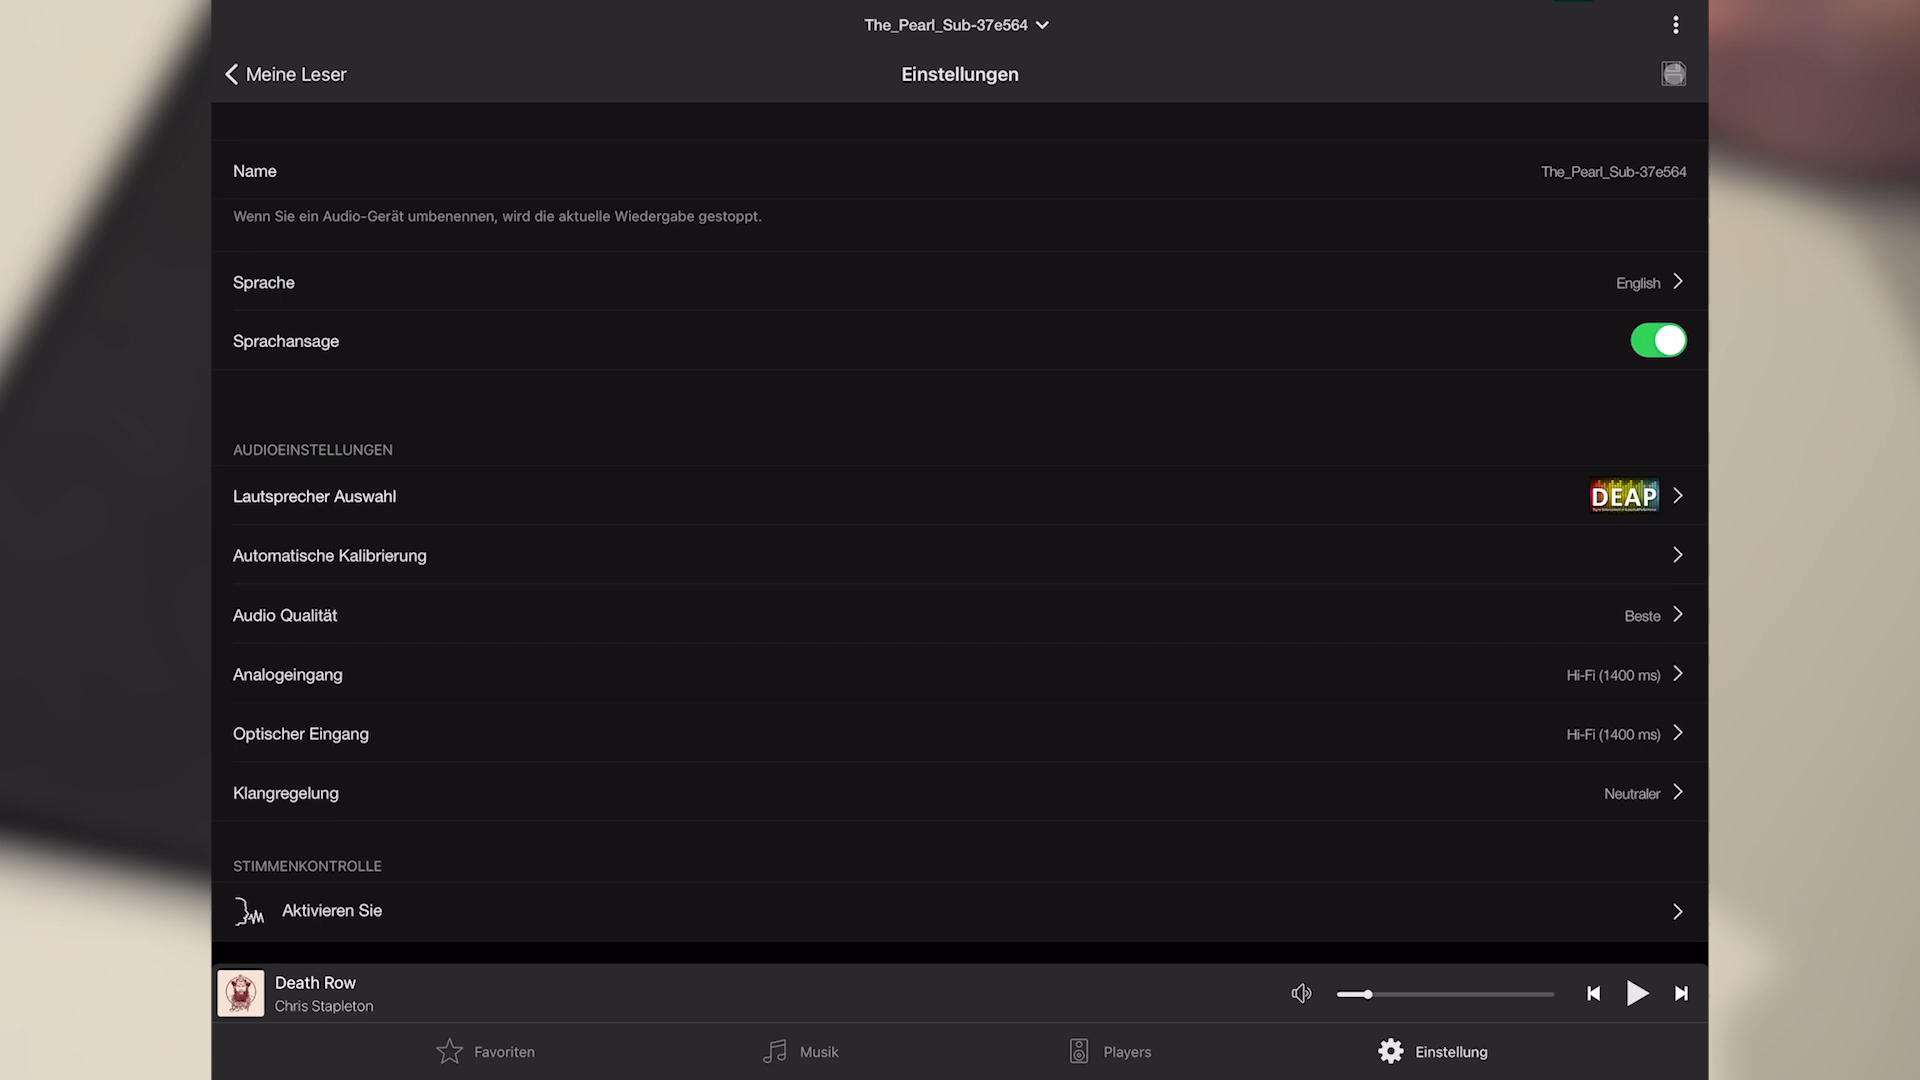 The_Pearl_Sub-37e564
Meine Leser
Einstellungen
Name
The_Pearl_Sub-37e564
Wenn Sie ein Audio-Gerät umbenennen, wird die aktuelle Wiedergabe gestoppt.
Sprache
English
Sprachansage
AUDIOEINSTELLUNGEN
Lautsprecher Auswahl
DEAP
Automatische Kalibrierung
Audio Qualität
Beste
Analogeingang
Hi-Fi (1400 ms)
Optischer Eingang
Hi-Fi (1400 ms)
Klangregelung
Neutraler
STIMMENKONTROLLE
Aktivieren Sie
Death Row
Chris Stapleton
Favoriten
Musik
Players
Einstellung